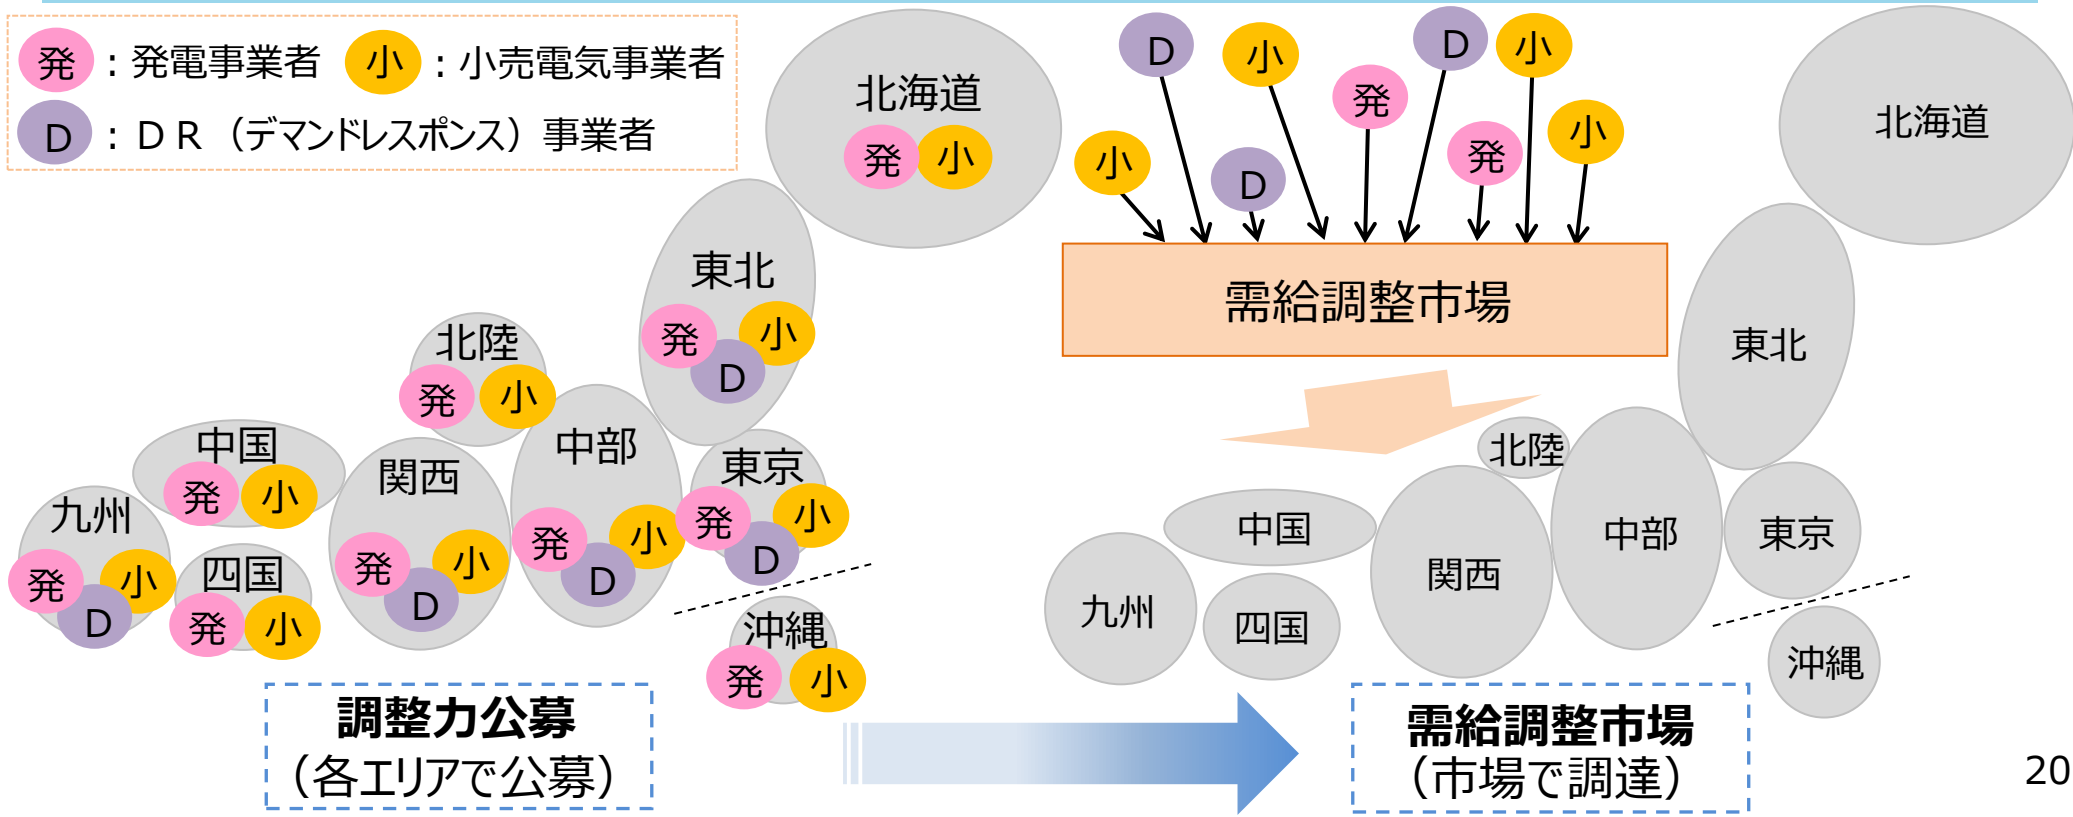 発：発電事業者 小：小売電気事業者
D：ＤＲ（デマンドレスポンス）事業者
北海道
発 小
東北
発 小
D
北陸
発 小
中部
発 小
D
東京
発 小
D
関西
発 小
D
中国
発 小
四国
発 小
九州
発 小
D
沖縄
発 小
調整力公募
（各エリアで公募）
D 小 D 小
発 小
小 D 発
需給調整市場
北海道
東北
北陸
中部
東京
関西
中国
四国
九州
沖縄
需給調整市場
（市場で調達）
20